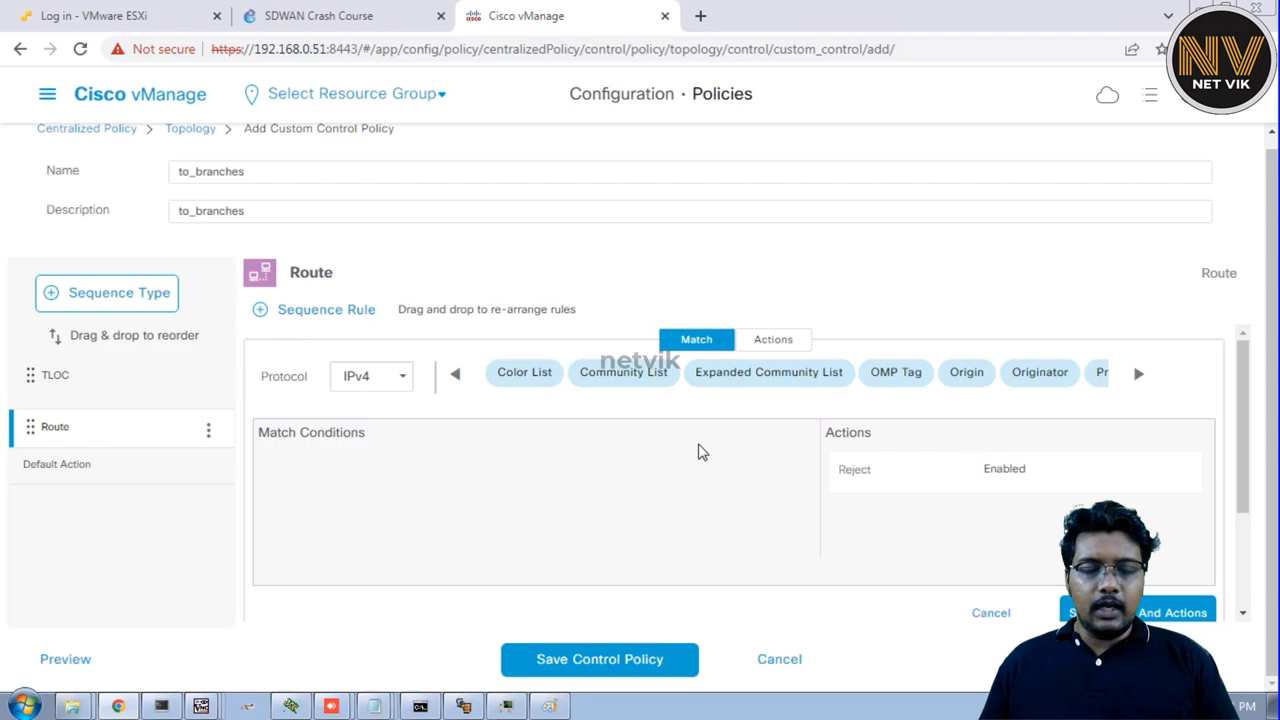 Log in - VMware ESXi
SDWAN Crash Course
Cisco vManage
Not secure
https://192.168.0.51:8443/#/app/config/policy/centralizedPolicy/control/policy/topology/control/custom_control/add/
NV
NET VIK
Cisco vManage
Select Resource Group
Configuration · Policies
Centralized Policy > Topology > Add Custom Control Policy
Name
to_branches
Description
to_branches
Sequence Type
Drag & drop to reorder
TLOC
Route
Default Action
Route
Route
Sequence Rule
Drag and drop to re-arrange rules
Match
Actions
netvik
Protocol
IPv4
Color List
Community List
Expanded Community List
OMP Tag
Origin
Originator
Pr
Match Conditions
Actions
Reject
Enabled
Cancel
And Actions
Preview
Save Control Policy
Cancel
PM